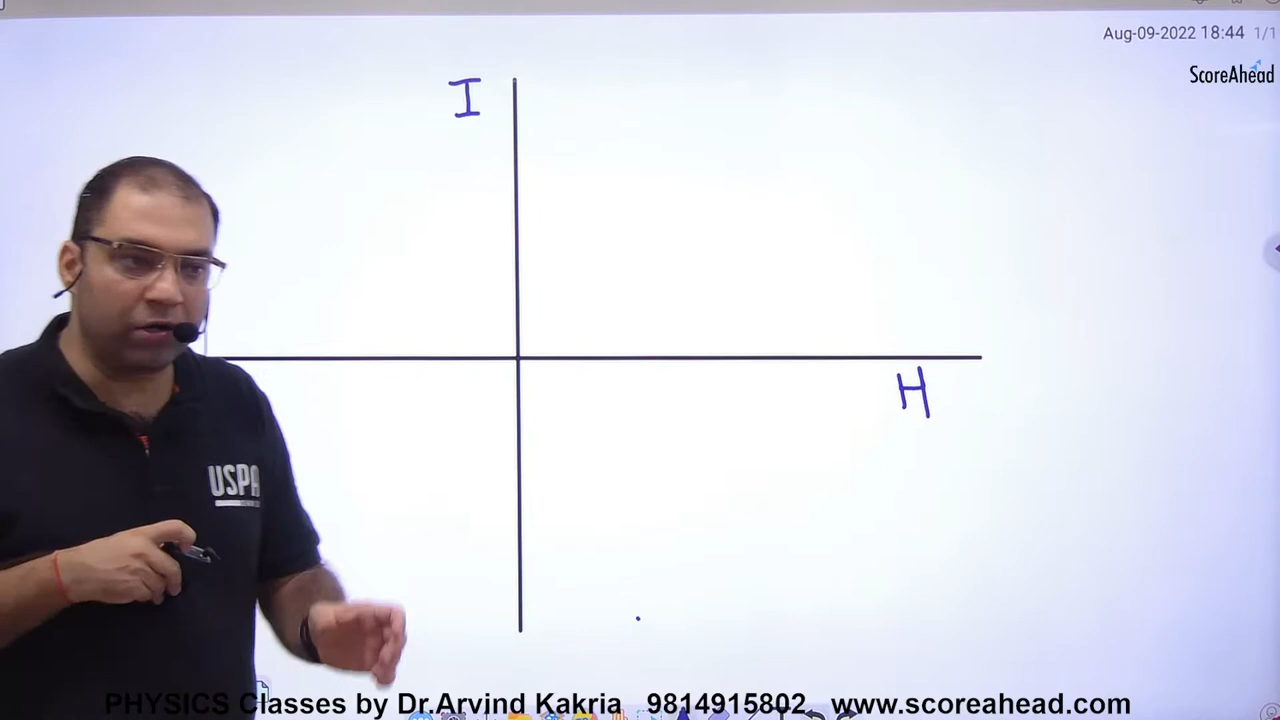 Aug-09-2022 18:44 1/1
ScoreAhead
I
H
USPA
PHYSICS Classes by Dr.Arvind Kakria 9814915802, www.scoreahead.com